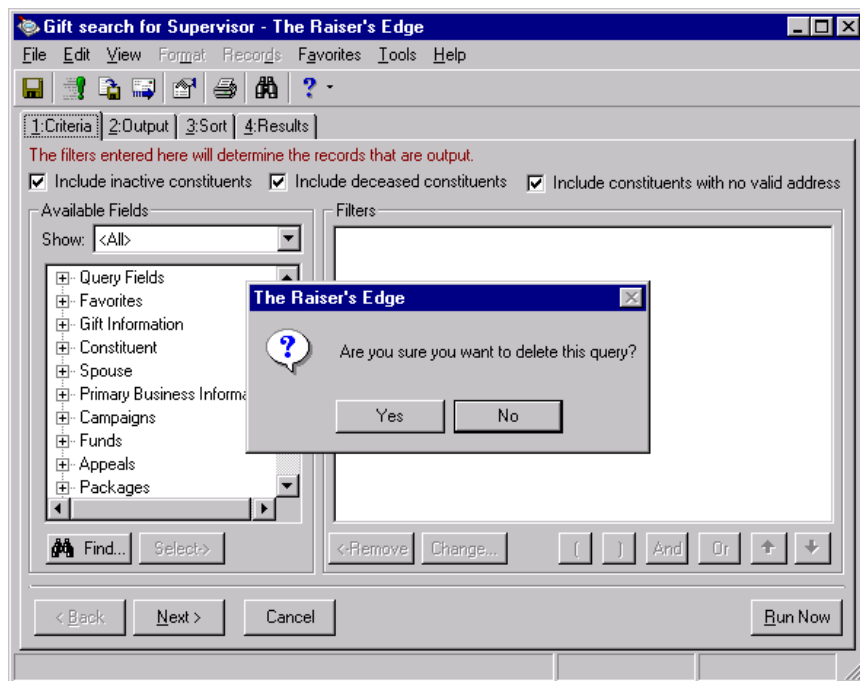 Gift search for Supervisor - The Raiser's Edge
File Edit View Format Records Favorites Tools Help
1:Criteria 2:Output 3:Sort 4:Results
The filters entered here will determine the records that are output.
Include inactive constituents Include deceased constituents Include constituents with no valid address
Available Fields
Show: <All>
Query Fields
Favorites
Gift Information
Constituent
Spouse
Primary Business Informa
Campaigns
Funds
Appeals
Packages
Find... Select->
Filters
The Raiser's Edge
Are you sure you want to delete this query?
Yes No
<-Remove Change... ( ) And Or
< Back Next > Cancel Run Now